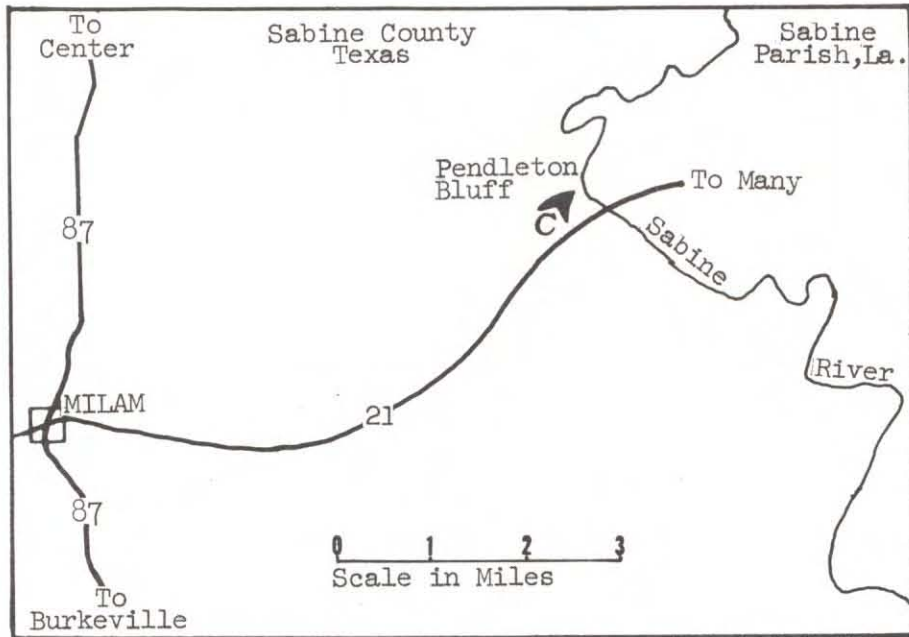 To
Center
Sabine County
Texas
Sabine
Parish, La.
Pendleton
Bluff
To Many
C
87
Sabine
River
MILAM
21
87
0 1 2 3
Scale in Miles
To
Burkeville